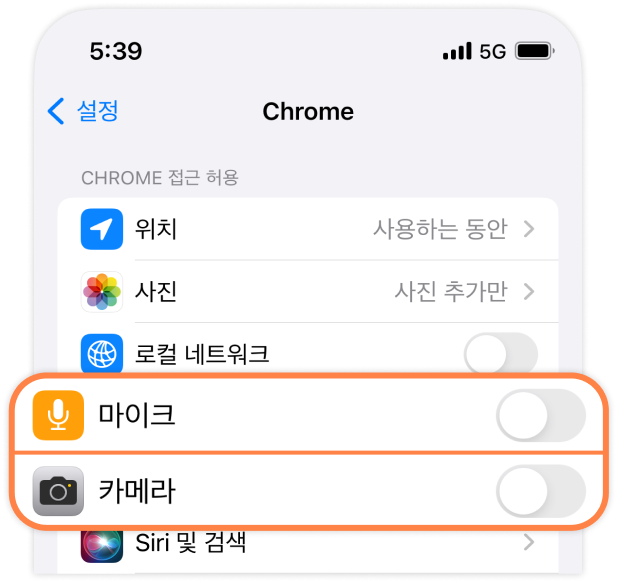 5:39 5G
설정 Chrome
CHROME 접근 허용
위치 사용하는 동안
사진 사진 추가만
로컬 네트워크
마이크
카메라
Siri 및 검색